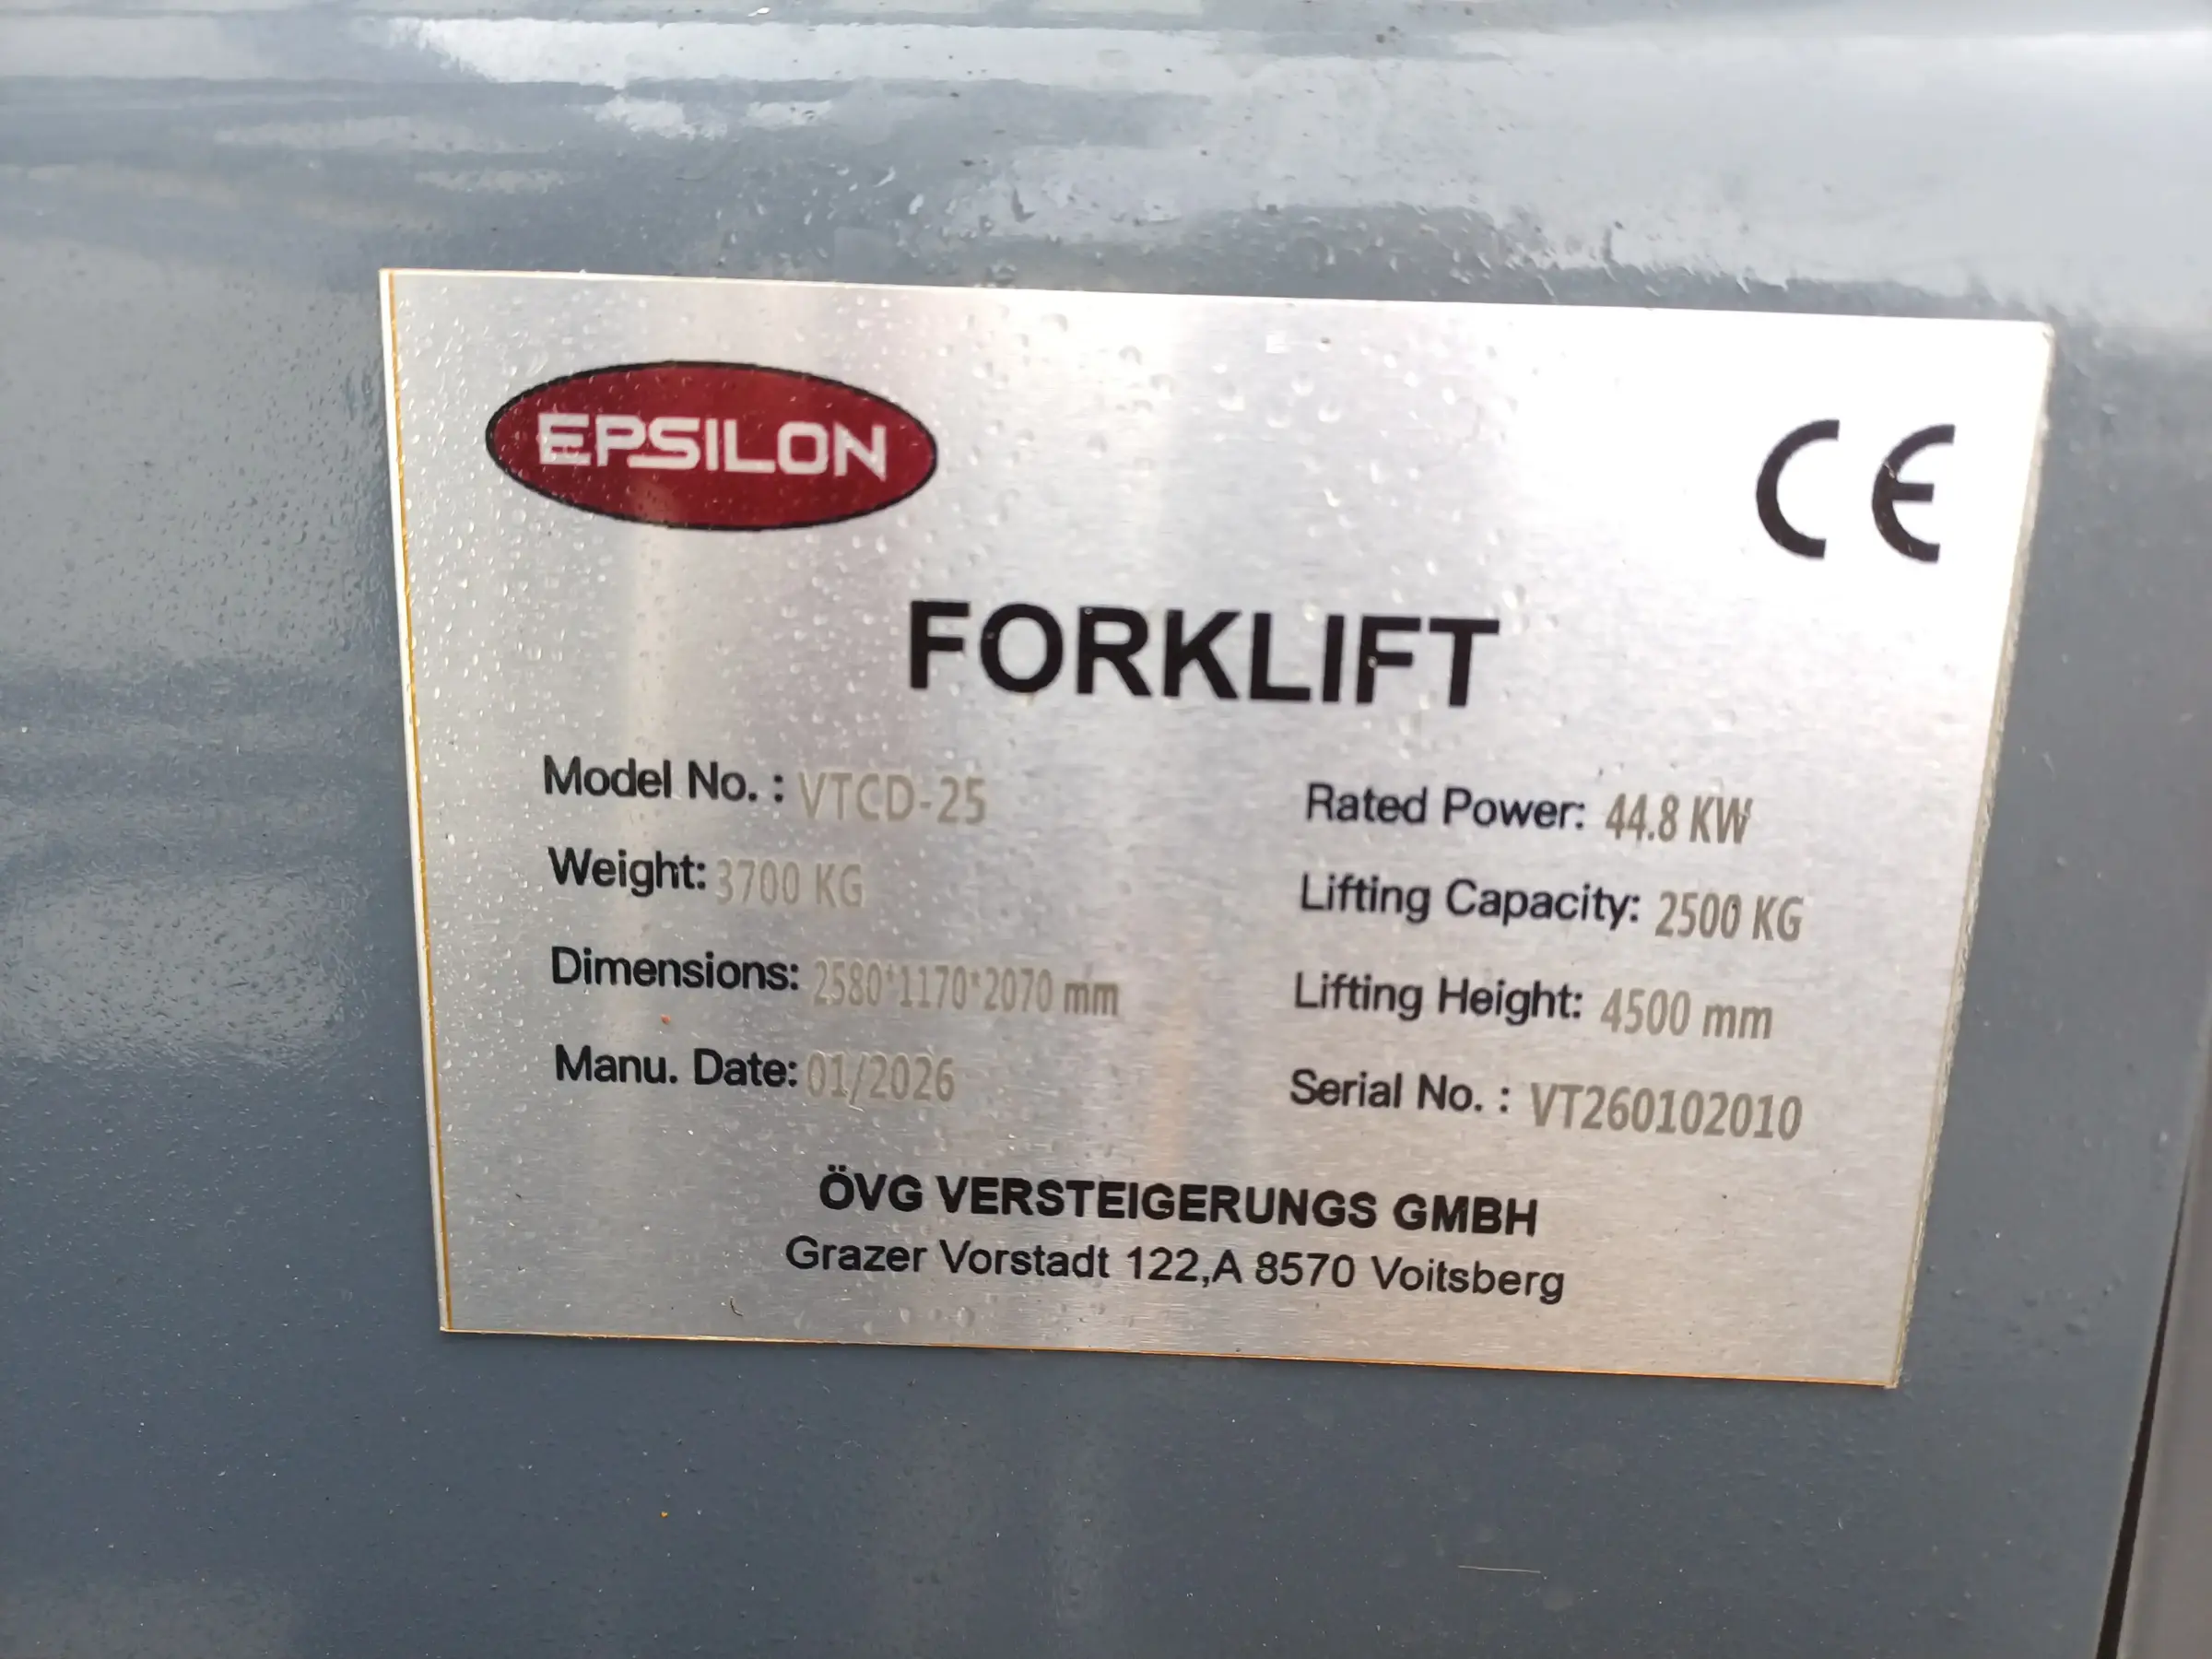 EPSILON
CE
FORKLIFT
Model No. : VTCD-25
Rated Power: 44.8 KW
Weight: 3700 KG
Lifting Capacity: 2500 KG
Dimensions: 2580*1170*2070 mm
Lifting Height: 4500 mm
Manu. Date: 01/2026
Serial No. : VT260102010
ÖVG VERSTEIGERUNGS GMBH
Grazer Vorstadt 122,A 8570 Voitsberg